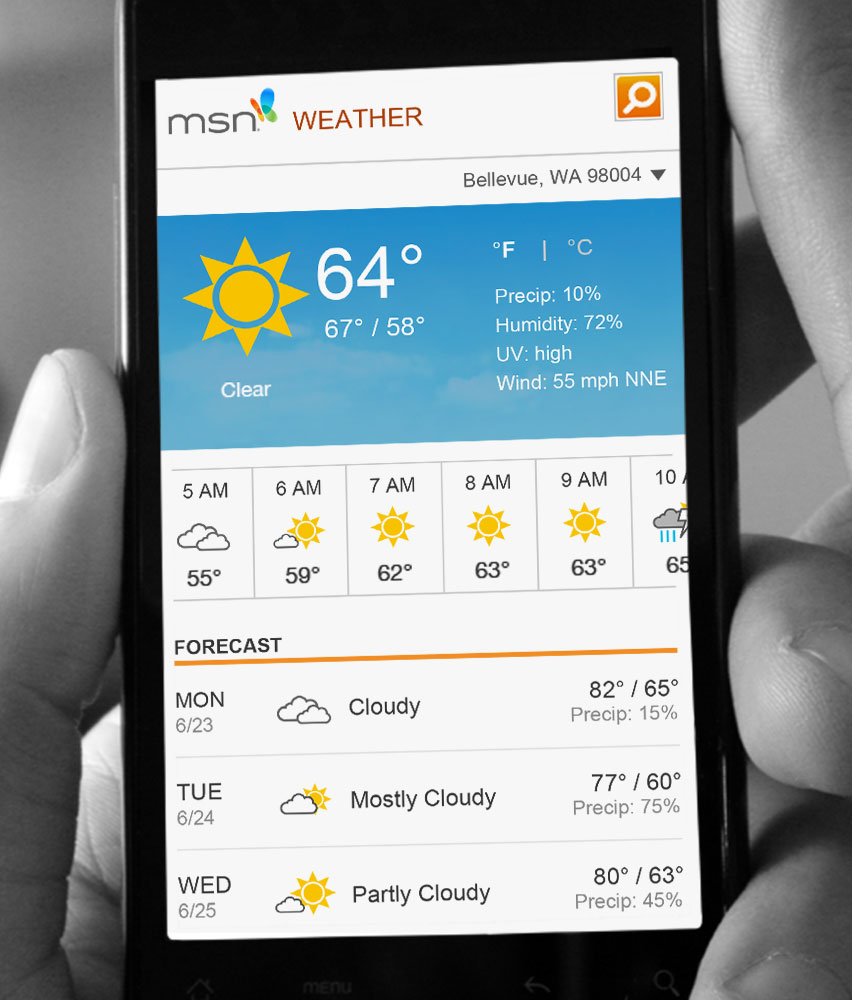 msn WEATHER
Bellevue, WA 98004
64°
67° / 58°
Clear
°F | °C
Precip: 10%
Humidity: 72%
UV: high
Wind: 55 mph NNE
5 AM 6 AM 7 AM 8 AM 9 AM 10 A
55° 59° 62° 63° 63° 65
FORECAST
MON Cloudy 82° / 65°
6/23 Precip: 15%
TUE Mostly Cloudy 77° / 60°
6/24 Precip: 75%
WED Partly Cloudy 80° / 63°
6/25 Precip: 45%
MENU